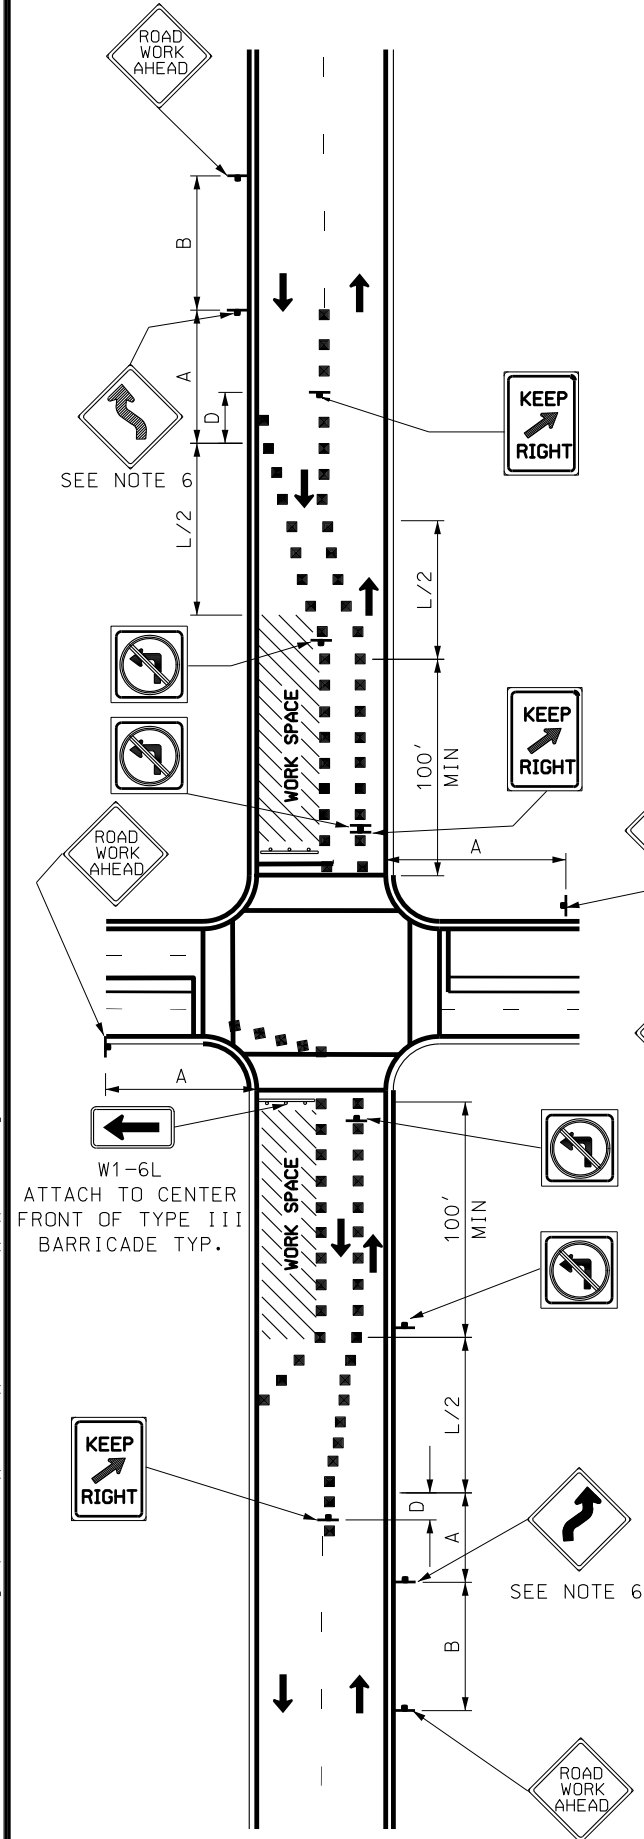 ROAD
WORK
AHEAD
B
A
D
KEEP
RIGHT
SEE NOTE 6
L/2
L/2
WORK SPACE
KEEP
RIGHT
100'
MIN
ROAD
WORK
AHEAD
A
A
W1-6L
ATTACH TO CENTER
FRONT OF TYPE III
BARRICADE TYP.
WORK SPACE
100'
MIN
L/2
KEEP
RIGHT
D
A
SEE NOTE 6
B
ROAD
WORK
AHEAD